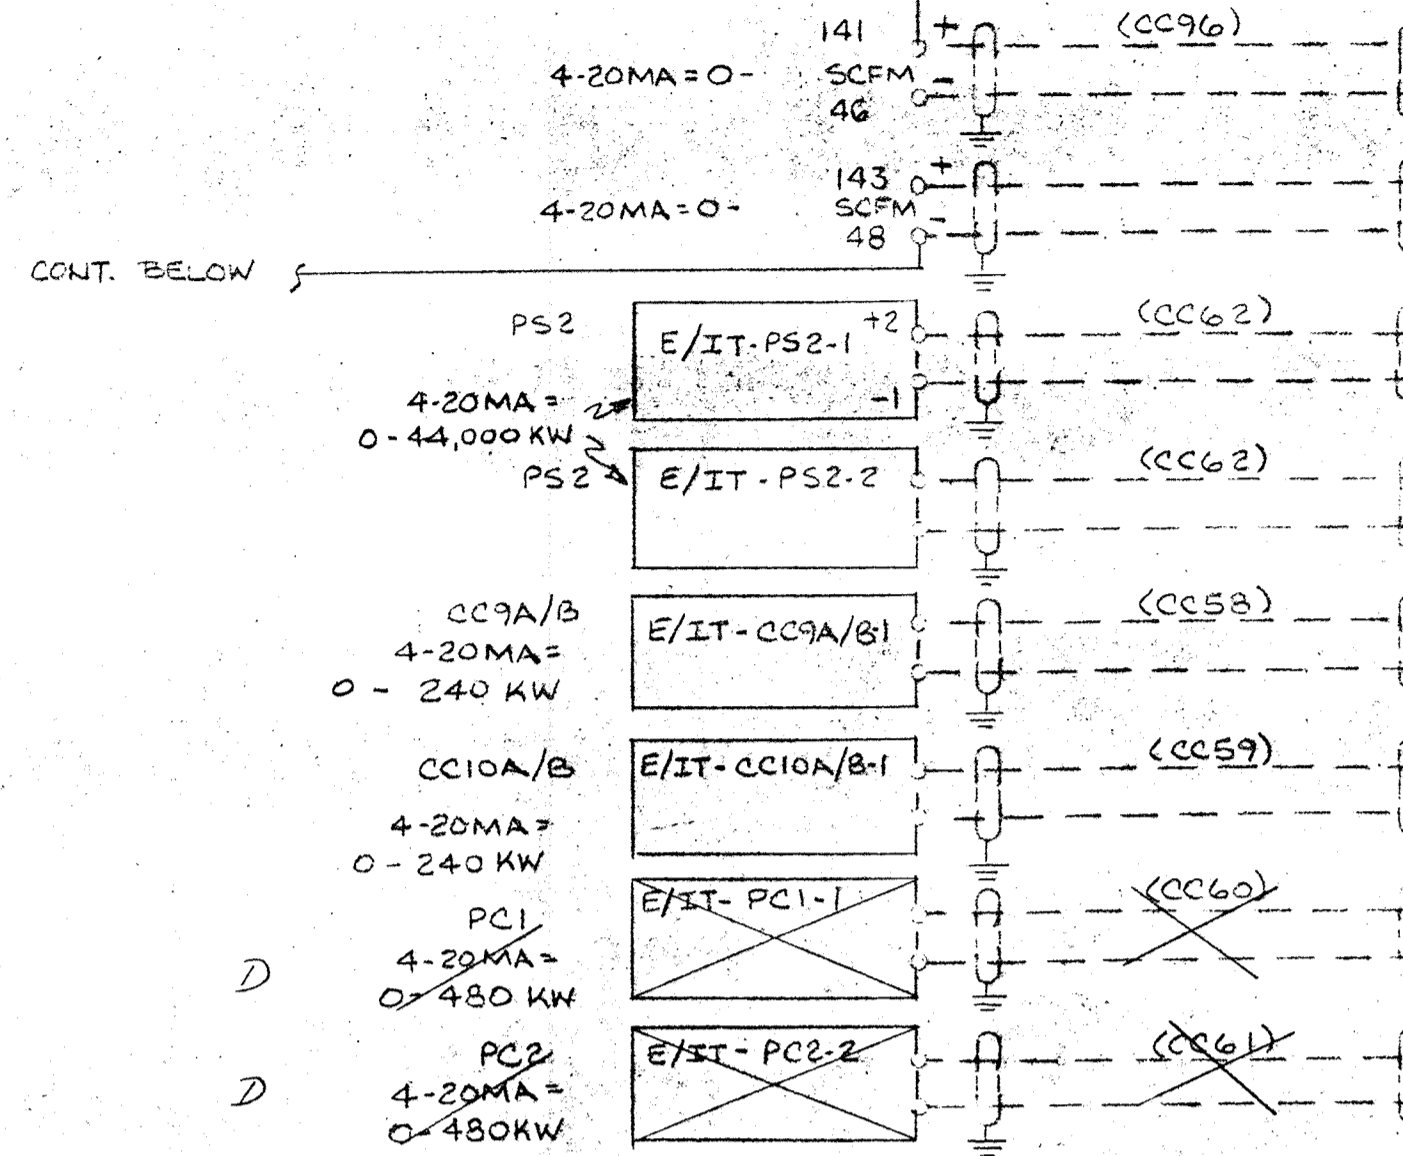 141 + (CC96)
4-20MA = 0- SCFM -
46
143 +
4-20MA = 0- SCFM -
48
CONT. BELOW
PS2 E/IT-PS2-1 +2 (CC62)
4-20MA = -1
0-44,000 KW
PS2 E/IT-PS2-2 (CC62)
CC9A/B E/IT-CC9A/B-1 (CC58)
4-20MA =
0 - 240 KW
CC10A/B E/IT-CC10A/B-1 (CC59)
4-20MA =
0 - 240 KW
PC1 E/IT-PC1-1 (CC60)
D 4-20MA =
0-480 KW
PC2 E/IT-PC2-2 (CC61)
D 4-20MA =
0-480KW